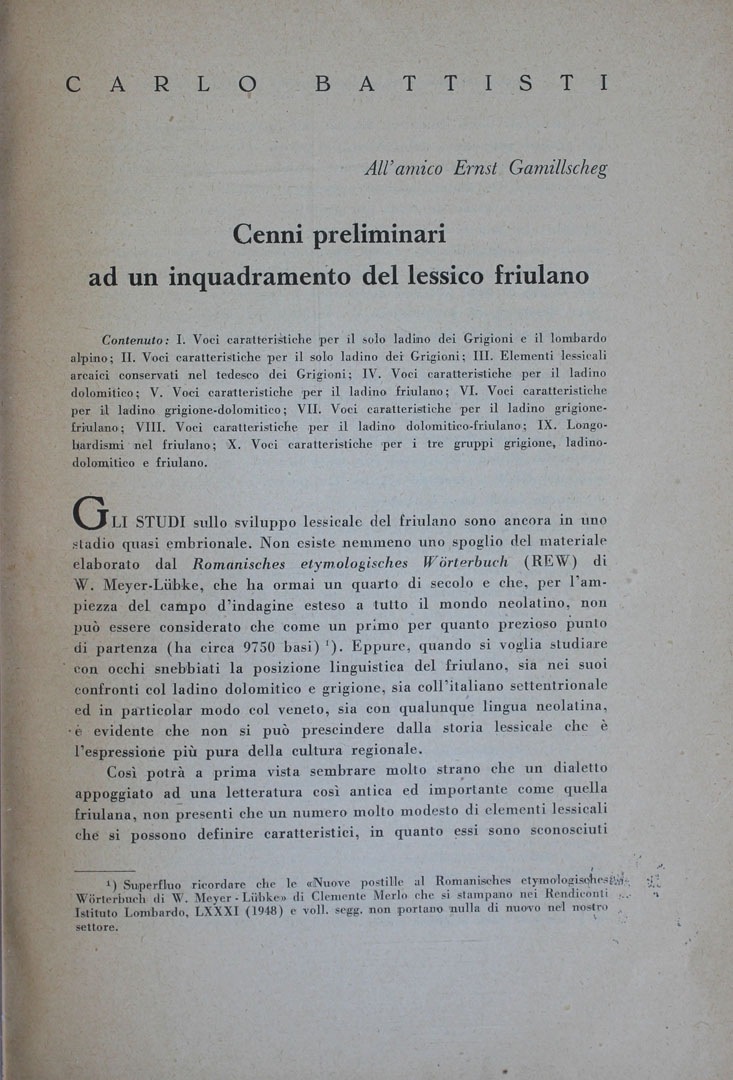 CARLO BATTISTI
All'amico Ernst Gamillscheg
Cenni preliminari
ad un inquadramento del lessico friulano
Contenuto: I. Voci caratteristiche per il solo ladino dei Grigioni e il lombardo
alpino; II. Voci caratteristiche per il solo ladino dei Grigioni; III. Elementi lessicali
arcaici conservati nel tedesco dei Grigioni; IV. Voci caratteristiche per il ladino
dolomitico; V. Voci caratteristiche per il ladino friulano; VI. Voci caratteristiche
per il ladino grigione-dolomitico; VII. Voci caratteristiche per il ladino grigione-
friulano; VIII. Voci caratteristiche per il ladino dolomitico-friulano; IX. Longo-
bardismi nel friulano; X. Voci caratteristiche per i tre gruppi grigione, ladino-
dolomitico e friulano.
GLI STUDI sullo sviluppo lessicale del friulano sono ancora in uno
stadio quasi embrionale. Non esiste nemmeno uno spoglio del materiale
elaborato dal Romanisches etymologisches Wörterbuch (REW) di
W. Meyer-Lübke, che ha ormai un quarto di secolo e che, per l'am-
piezza del campo d'indagine esteso a tutto il mondo neolatino, non
può essere considerato che come un primo per quanto prezioso punto
di partenza (ha circa 9750 basi) ¹). Eppure, quando si voglia studiare
con occhi snebbiati la posizione linguistica del friulano, sia nei suoi
confronti col ladino dolomitico e grigione, sia coll'italiano settentrionale
ed in particolar modo col veneto, sia con qualunque lingua neolatina,
è evidente che non si può prescindere dalla storia lessicale che è
l'espressione più pura della cultura regionale.
Così potrà a prima vista sembrare molto strano che un dialetto
appoggiato ad una letteratura così antica ed importante come quella
friulana, non presenti che un numero molto modesto di elementi lessicali
che si possono definire caratteristici, in quanto essi sono sconosciuti
¹) Superfluo ricordare che le «Nuove postille al Romanisches etymologisches
Wörterbuch di W. Meyer-Lübke» di Clemente Merlo che si stampano nei Rendiconti
Istituto Lombardo, LXXXI (1948) e voll. segg. non portano nulla di nuovo nel nostro
settore.